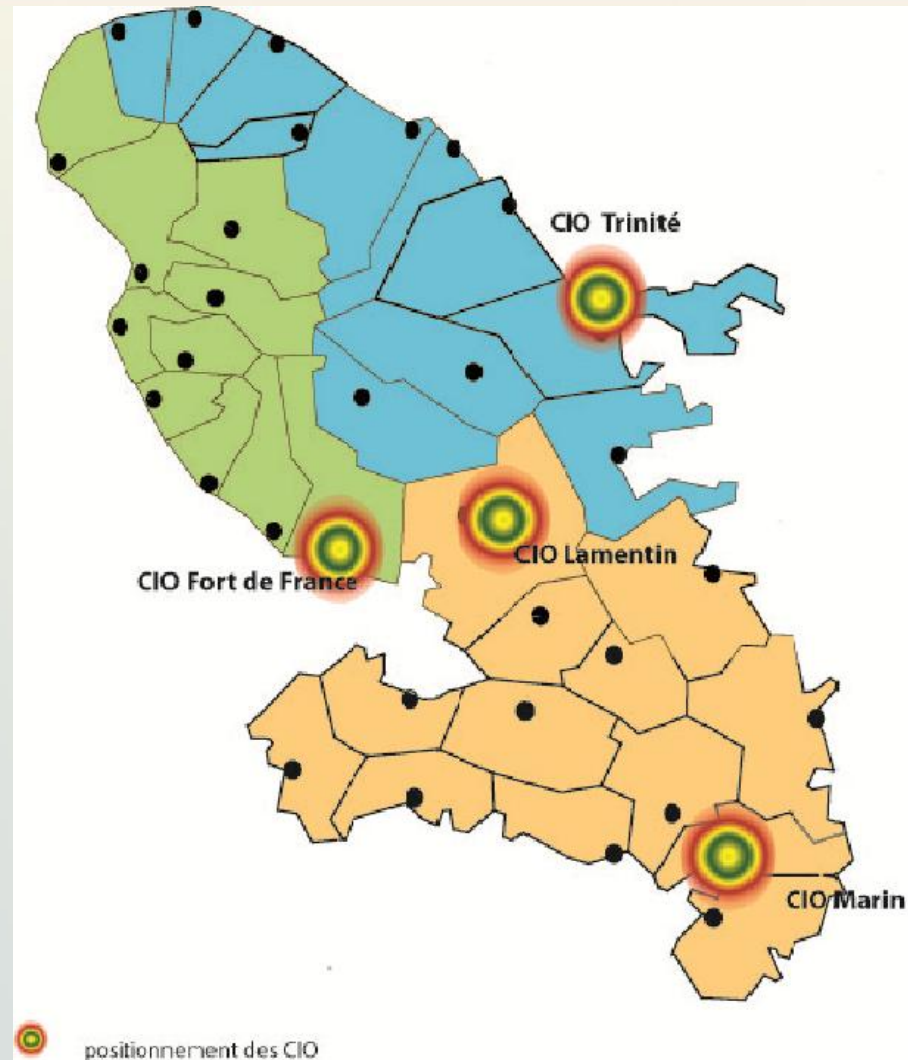 CIO Trinité
CIO Lamentin
CIO Fort de France
CIO Marin
positionnement des CIO